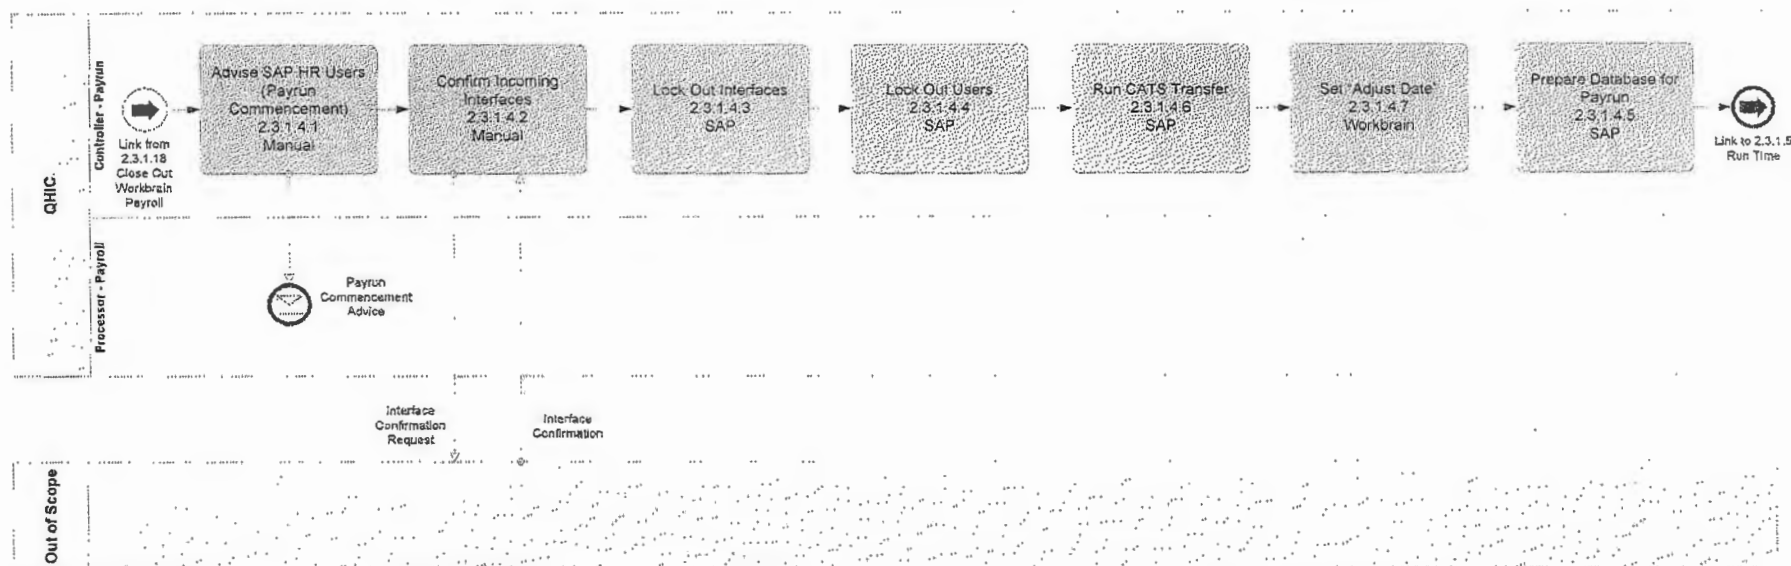 QHIC.
Controller - Payrun
Link from
2.3.1.18
Close Out
Workbrain
Payroll
Advise SAP HR Users
(Payrun
Commencement)
2.3.1.4.1
Manual
Confirm Incoming
Interfaces
2.3.1.4.2
Manual
Lock Out Interfaces
2.3.1.4.3
SAP
Lock Out Users
2.3.1.4.4
SAP
Run CATS Transfer
2.3.1.4.6
SAP
Set "Adjust Date"
2.3.1.4.7
Workbrain
Prepare Database for
Payrun
2.3.1.4.5
SAP
Link to 2.3.1.5
Run Time
Processor - Payroll
Payrun
Commencement
Advice
Interface
Confirmation
Request
Interface
Confirmation
Out of Scope